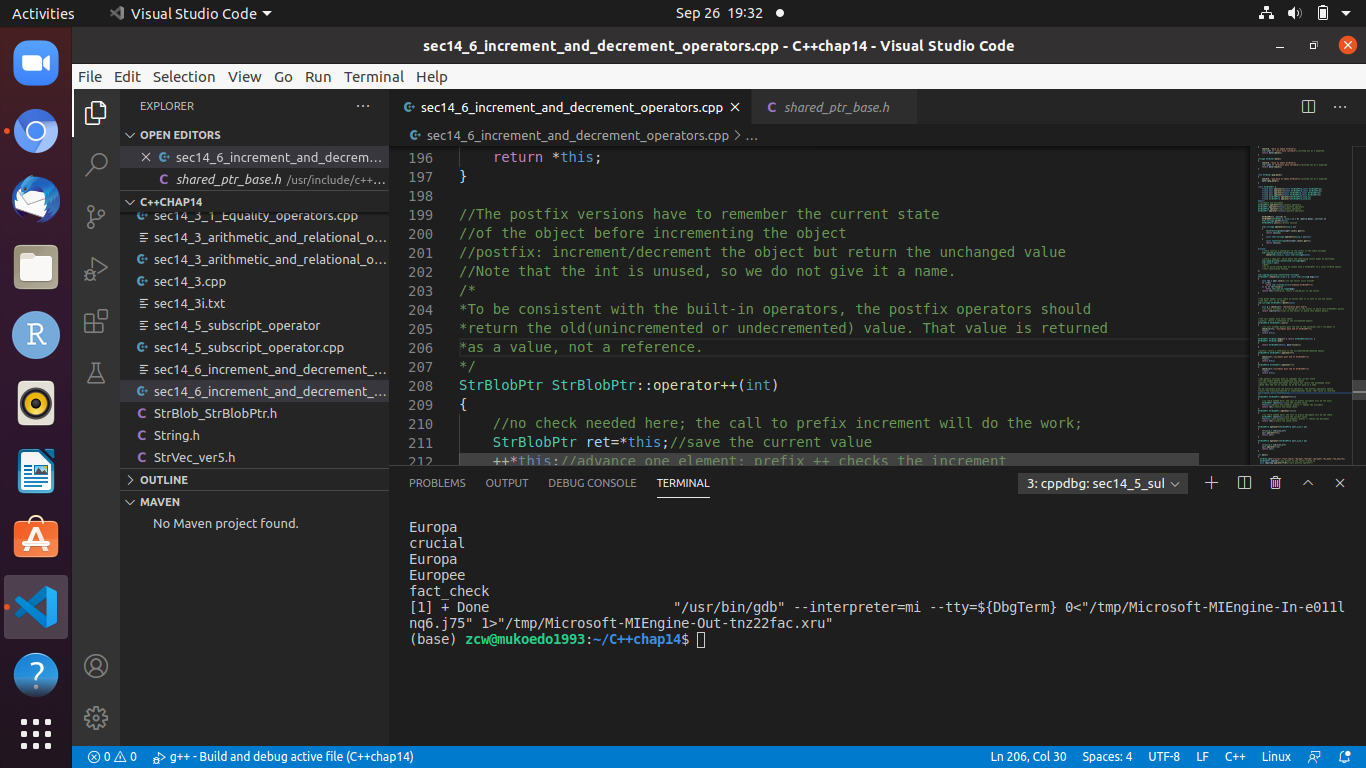 Activities
Visual Studio Code
Sep 26 19:32
sec14_6_increment_and_decrement_operators.cpp - C++chap14 - Visual Studio Code
File Edit Selection View Go Run Terminal Help
EXPLORER
OPEN EDITORS
sec14_6_increment_and_decrem...
shared_ptr_base.h /usr/include/c++...
C++CHAP14
sec14_3_1_Equality_operators.cpp
sec14_3_arithmetic_and_relational_o...
sec14_3_arithmetic_and_relational_o...
sec14_3.cpp
sec14_3i.txt
sec14_5_subscript_operator
sec14_5_subscript_operator.cpp
sec14_6_increment_and_decrement_...
sec14_6_increment_and_decrement_...
StrBlob_StrBlobPtr.h
String.h
StrVec_ver5.h
OUTLINE
MAVEN
No Maven project found.
sec14_6_increment_and_decrement_operators.cpp
shared_ptr_base.h
sec14_6_increment_and_decrement_operators.cpp > ...
196 return *this;
197 }
198
199 //The postfix versions have to remember the current state
200 //of the object before incrementing the object
201 //postfix: increment/decrement the object but return the unchanged value
202 //Note that the int is unused, so we do not give it a name.
203 /*
204 *To be consistent with the built-in operators, the postfix operators should
205 *return the old(unincremented or undecremented) value. That value is returned
206 *as a value, not a reference.
207 */
208 StrBlobPtr StrBlobPtr::operator++(int)
209 {
210 //no check needed here; the call to prefix increment will do the work;
211 StrBlobPtr ret=*this;//save the current value
212 ++*this;//advance one element; prefix ++ checks the increment
PROBLEMS OUTPUT DEBUG CONSOLE TERMINAL
3: cppdbg: sec14_5_sul
Europa
crucial
Europa
Europee
fact_check
[1] + Done "/usr/bin/gdb" --interpreter=mi --tty=${DbgTerm} 0<"/tmp/Microsoft-MIEngine-In-e011l
nq6.j75" 1>"/tmp/Microsoft-MIEngine-Out-tnz22fac.xru"
(base) zcw@mukoedo1993:~/C++chap14$
0 0 g++ - Build and debug active file (C++chap14)
Ln 206, Col 30 Spaces: 4 UTF-8 LF C++ Linux